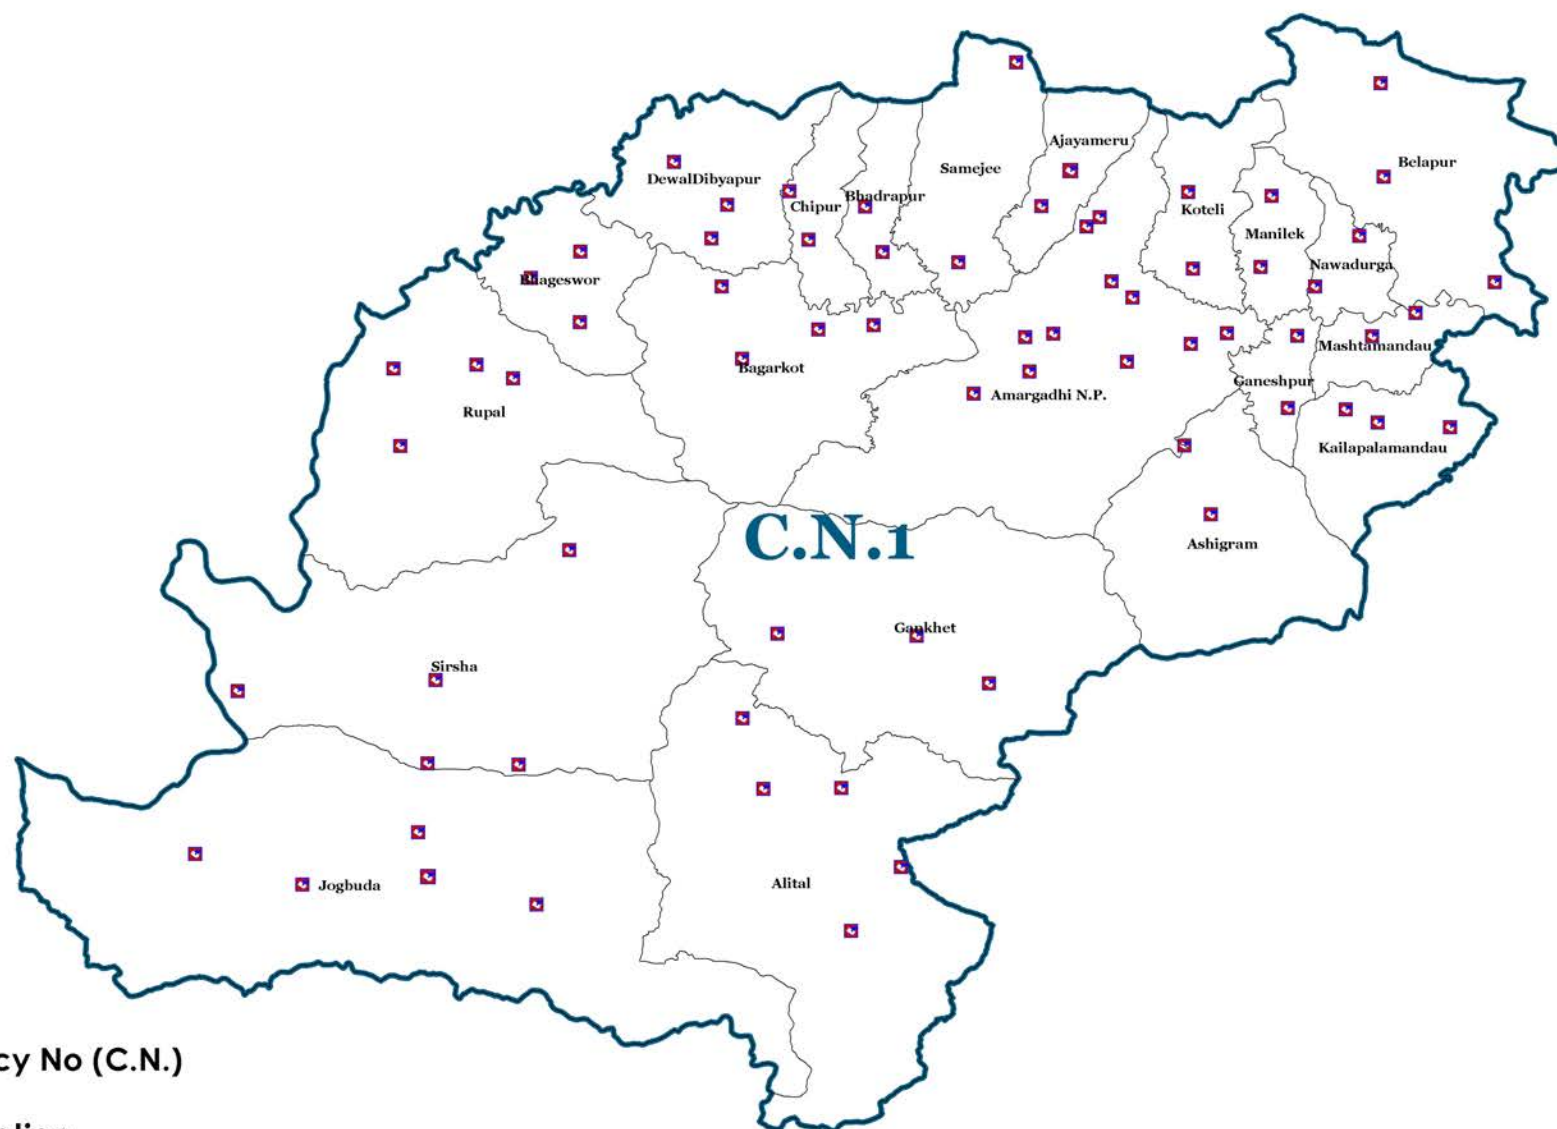 Ajayameru
Belapur
Samejee
DewalDibyapur
Bhadrapur
Chipur
Koteli
Manilek
Nawadurga
Bhageswor
Mashtamandau
Bagarkot
Ganeshpur
Amargadhi N.P.
Rupal
Kailapalamandau
C.N.1
Ashigram
Gankhet
Sirsha
Alital
Jogbuda
cy No (C.N.)